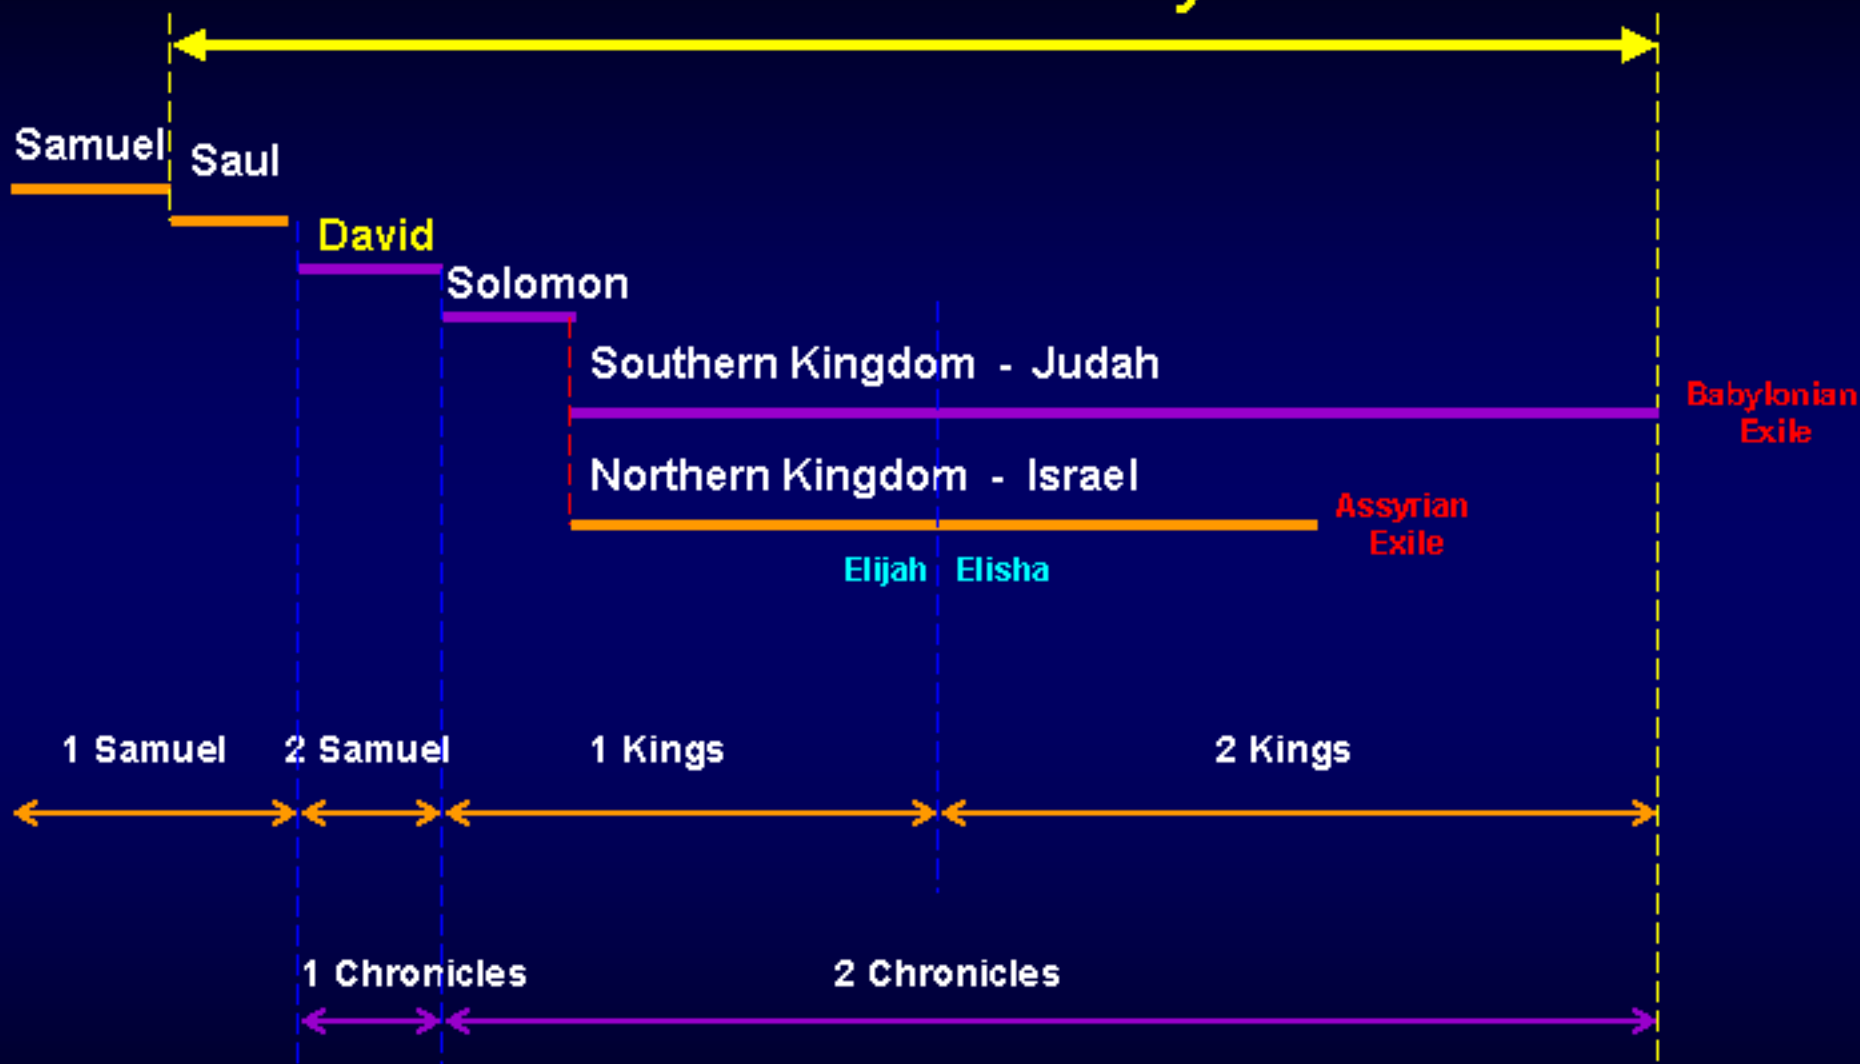 Samuel
Saul
David
Solomon
Southern Kingdom - Judah
Babylonian
Exile
Northern Kingdom - Israel
Assyrian
Exile
Elijah Elisha
1 Samuel 2 Samuel 1 Kings 2 Kings
1 Chronicles 2 Chronicles